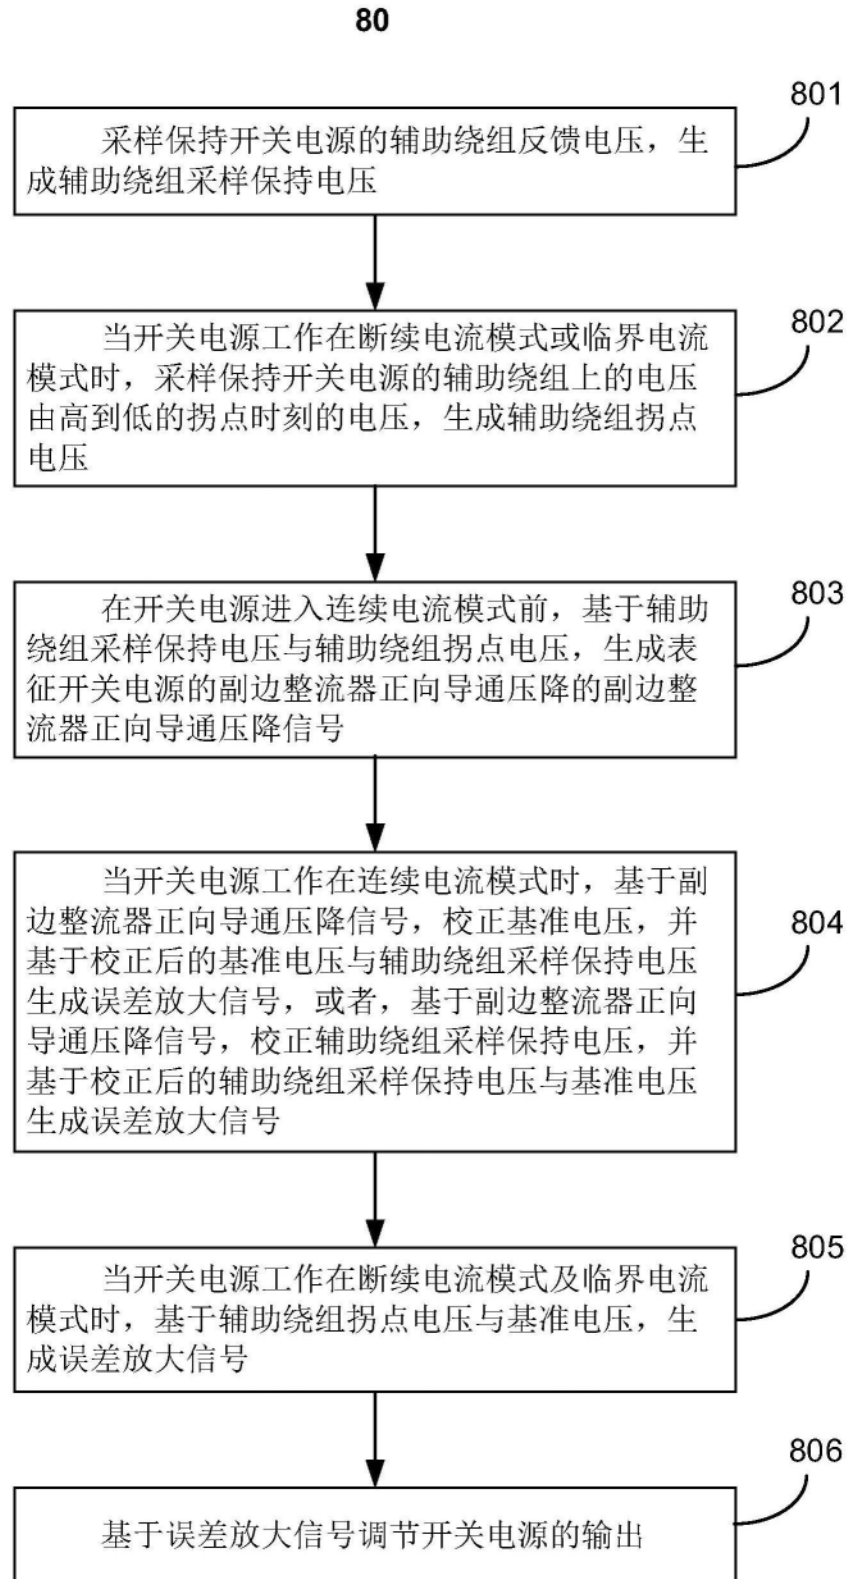 80
801
采样保持开关电源的辅助绕组反馈电压，生
成辅助绕组采样保持电压
802
当开关电源工作在断续电流模式或临界电流
模式时，采样保持开关电源的辅助绕组上的电压
由高到低的拐点时刻的电压，生成辅助绕组拐点
电压
803
在开关电源进入连续电流模式前，基于辅助
绕组采样保持电压与辅助绕组拐点电压，生成表
征开关电源的副边整流器正向导通压降的副边整
流器正向导通压降信号
804
当开关电源工作在连续电流模式时，基于副
边整流器正向导通压降信号，校正基准电压，并
基于校正后的基准电压与辅助绕组采样保持电压
生成误差放大信号，或者，基于副边整流器正向
导通压降信号，校正辅助绕组采样保持电压，并
基于校正后的辅助绕组采样保持电压与基准电压
生成误差放大信号
805
当开关电源工作在断续电流模式及临界电流
模式时，基于辅助绕组拐点电压与基准电压，生
成误差放大信号
806
基于误差放大信号调节开关电源的输出